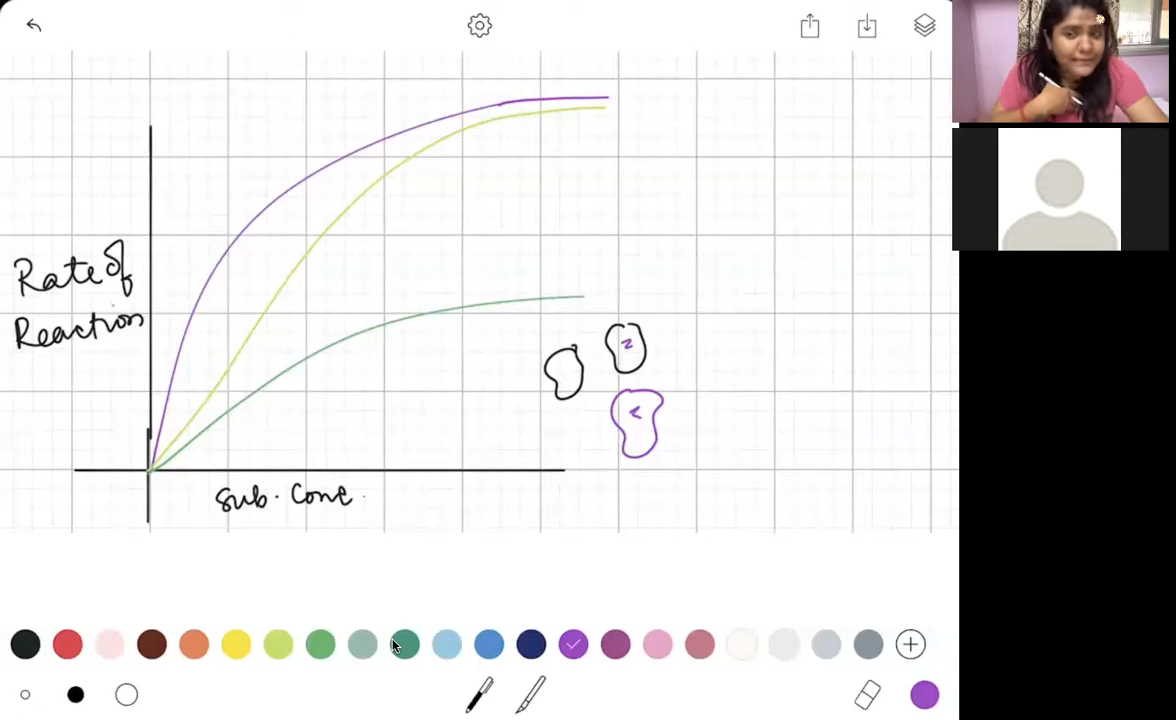 Rate of
Reaction
Sub. Conc.